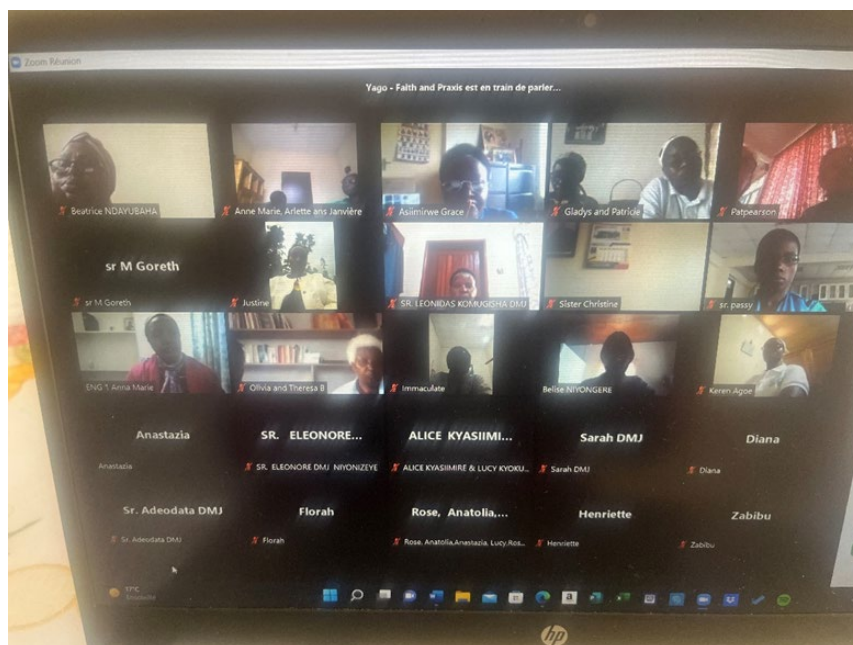 Zoom Réunion
Yago - Faith and Praxis est en train de parler...
Beatrice NDAYUBAHA
Anne Marie, Arlette ans Janvière
Asiimirwe Grace
Gladys and Patricie
Patpearson
sr M Goreth
sr M Goreth
Justine
SR. LEONIDAS KOMUGISHA DMJ
Sister Christine
sr. passy
ENG 1 Anna Marie
Olivia and Theresa B
Immaculate
Belise NIYONGERE
Keren Agoe
Anastazia
SR. ELEONORE...
ALICE KYASIIMI...
Sarah DMJ
Diana
Anastazia
SR. ELEONORE DMJ NIYONIZEYE
ALICE KYASIIMIRE & LUCY KYOKU...
Sarah DMJ
Diana
Sr. Adeodata DMJ
Florah
Rose, Anatolia,...
Henriette
Zabibu
Sr. Adeodata DMJ
Florah
Rose, Anatolia,Anastazia, Lucy,Ros...
Henriette
Zabibu
17°C
Ensoleillé
hp